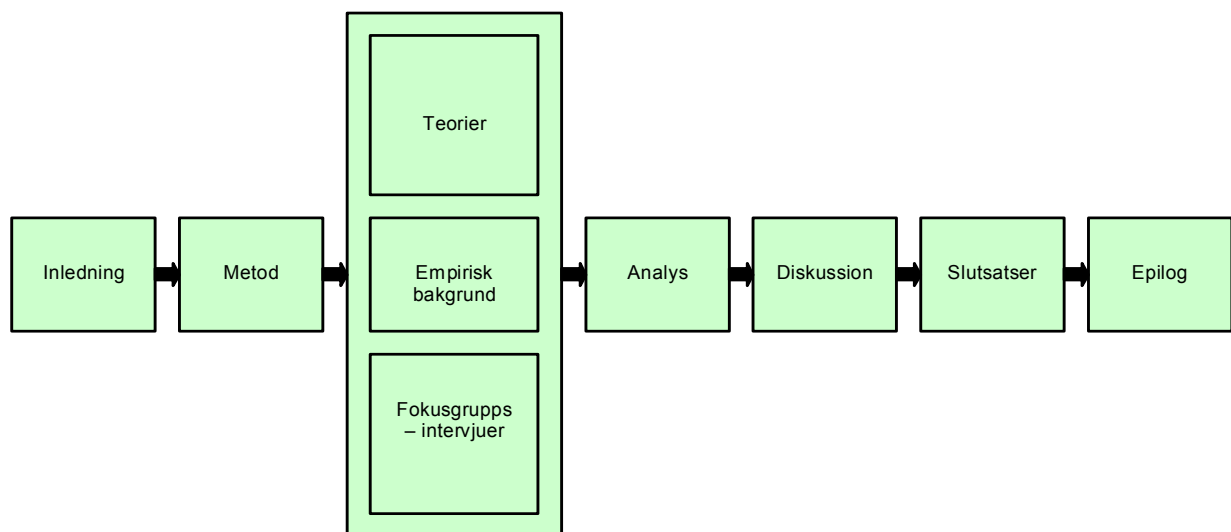 Inledning
Metod
Teorier
Empirisk
bakgrund
Fokusgrupps
– intervjuer
Analys
Diskussion
Slutsatser
Epilog